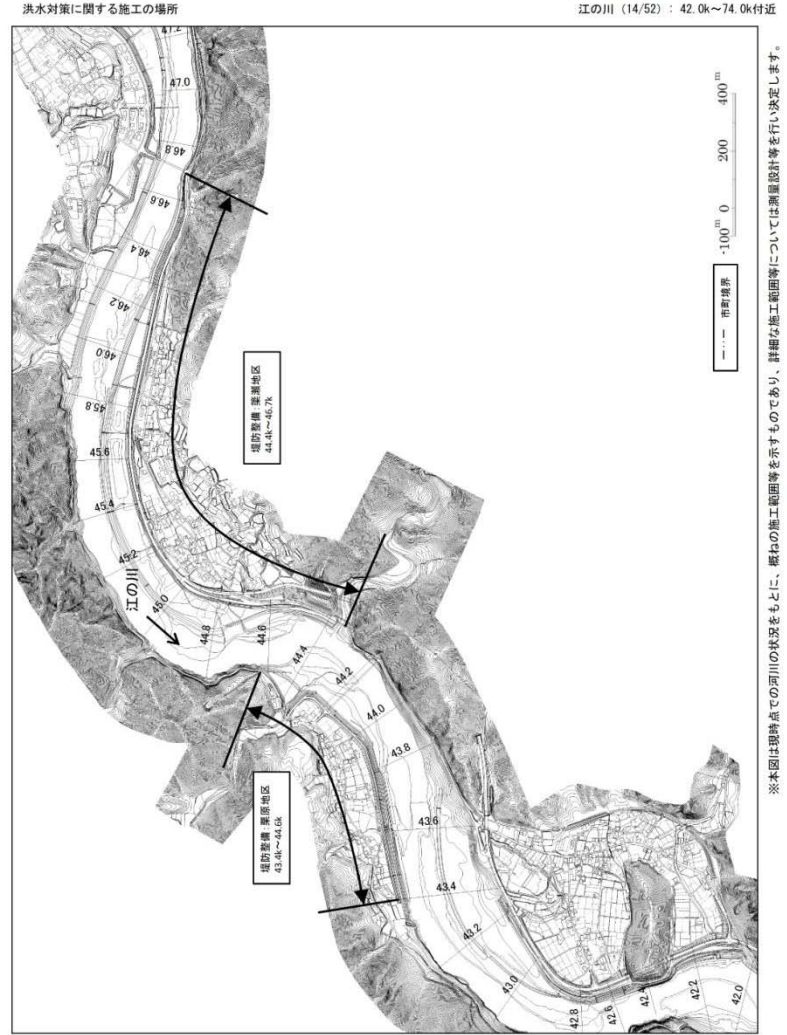 洪水対策に関する施工の場所
江の川 (14/52) : 42.0k~74.0k付近
47.2
47.0
46.8
46.6
46.4
46.2
46.0
45.8
45.6
45.4
45.2
45.0
江の川
44.8
44.6
44.4
44.2
44.0
43.8
43.6
43.4
43.2
43.0
42.8
42.6
42.4
42.2
42.0
堤防整備:簗瀬地区
44.4k~46.7k
堤防整備:栗原地区
43.4k~44.6k
-100m 0 200 400m
市町境界
※本図は現時点での河川の状況をもとに、概ねの施工範囲等を示すものであり、詳細な施工範囲等については測量設計等を行い決定します。